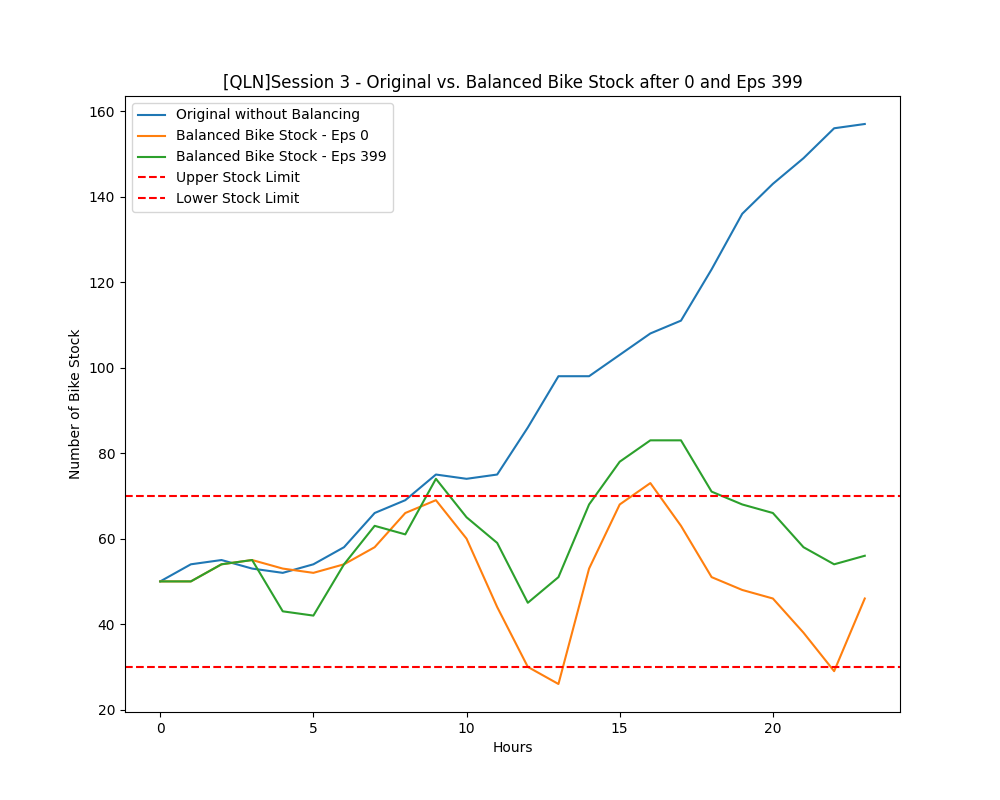 [QLN]Session 3 - Original vs. Balanced Bike Stock after 0 and Eps 399
Original without Balancing
Balanced Bike Stock - Eps 0
Balanced Bike Stock - Eps 399
Upper Stock Limit
Lower Stock Limit
160
140
120
100
80
60
40
20
Number of Bike Stock
0 5 10 15 20
Hours